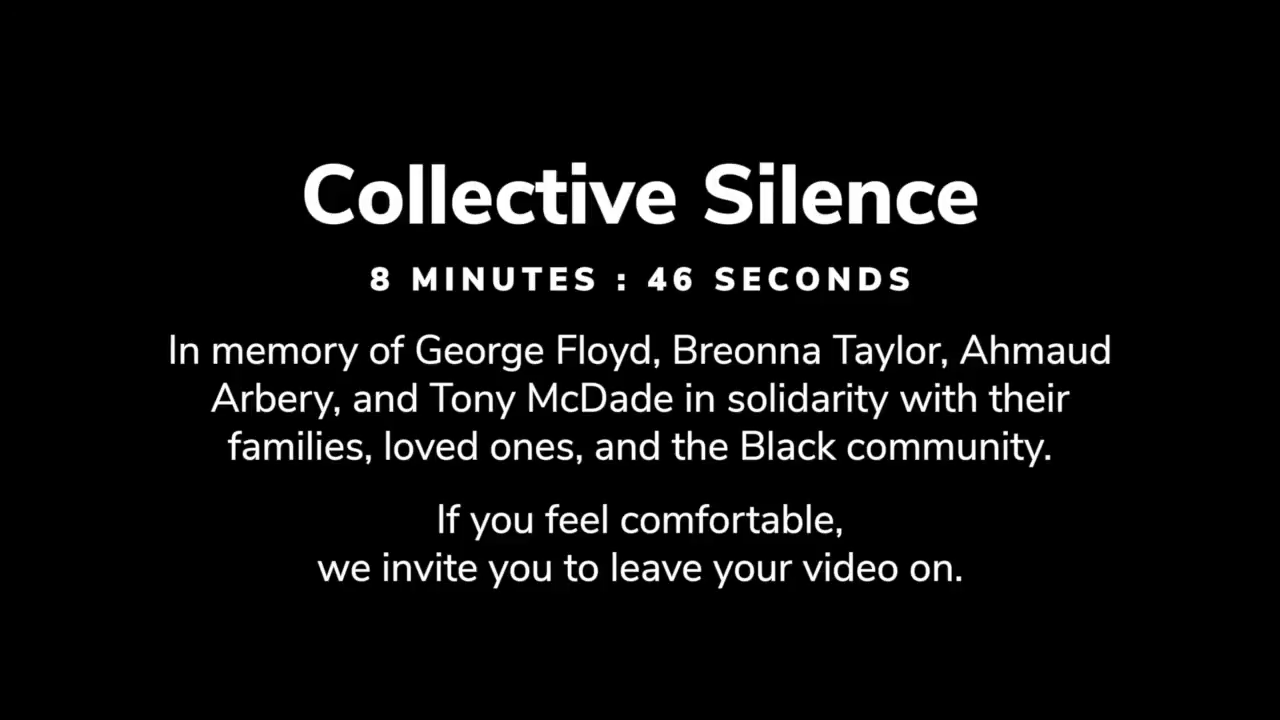 Collective Silence
8 MINUTES : 46 SECONDS
In memory of George Floyd, Breonna Taylor, Ahmaud
Arbery, and Tony McDade in solidarity with their
families, loved ones, and the Black community.
If you feel comfortable,
we invite you to leave your video on.